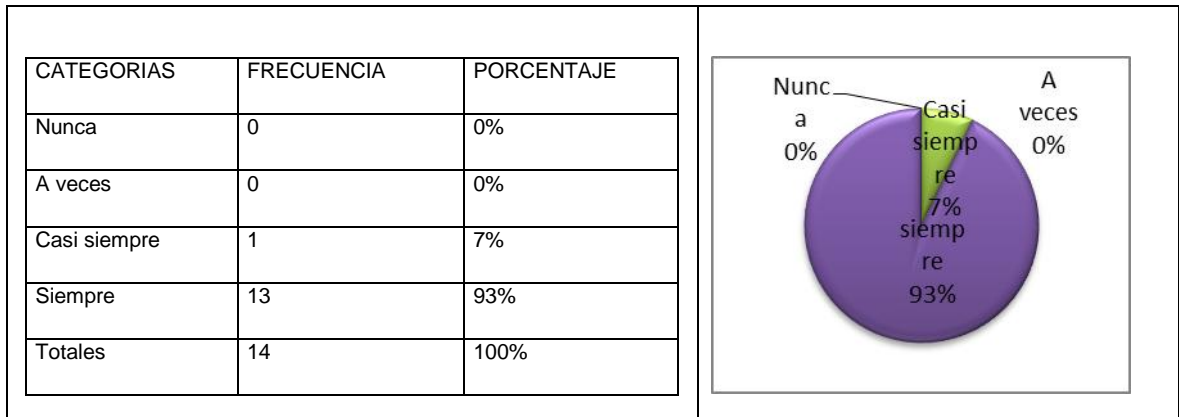 CATEGORIAS FRECUENCIA PORCENTAJE
Nunca 0 0%
A veces 0 0%
Casi siempre 1 7%
Siempre 13 93%
Totales 14 100%
Nunc
a
0%
Casi
siemp
re
7%
A
veces
0%
siemp
re
93%